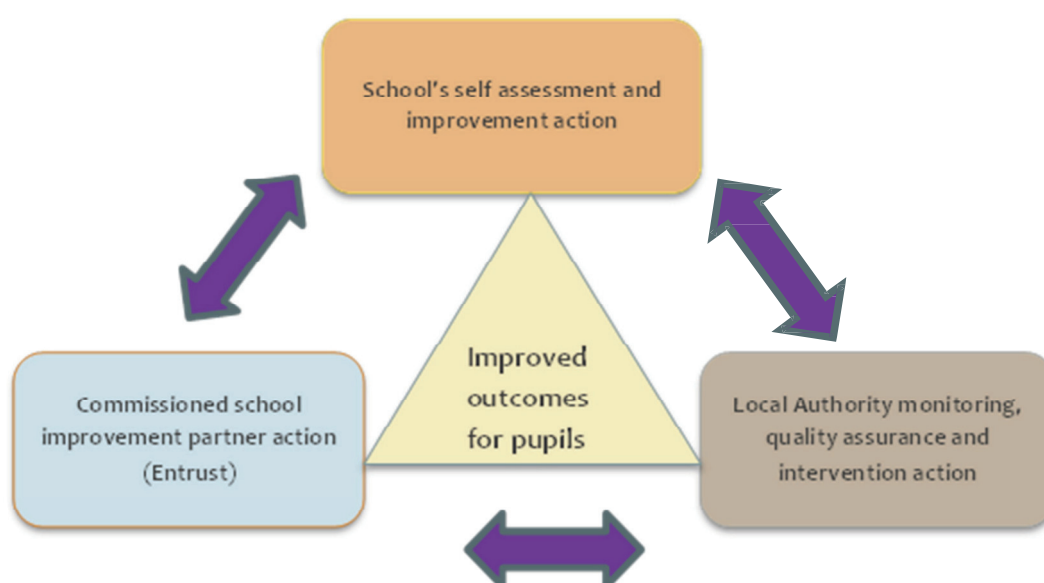 School's self assessment and
improvement action
Improved
outcomes
for pupils
Commissioned school
improvement partner action
(Entrust)
Local Authority monitoring,
quality assurance and
intervention action